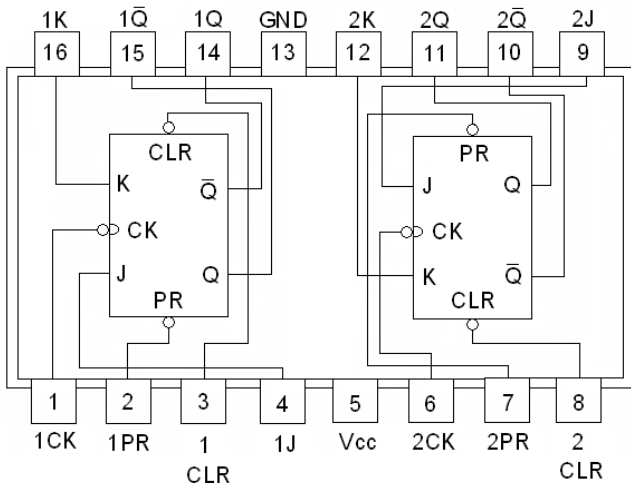 1K 1Q̅ 1Q GND 2K 2Q 2Q̅ 2J
16 15 14 13 12 11 10 9
CLR PR
K Q̅ J Q
CK CK
J Q K Q̅
PR CLR
1 2 3 4 5 6 7 8
1CK 1PR 1 1J Vcc 2CK 2PR 2
CLR CLR